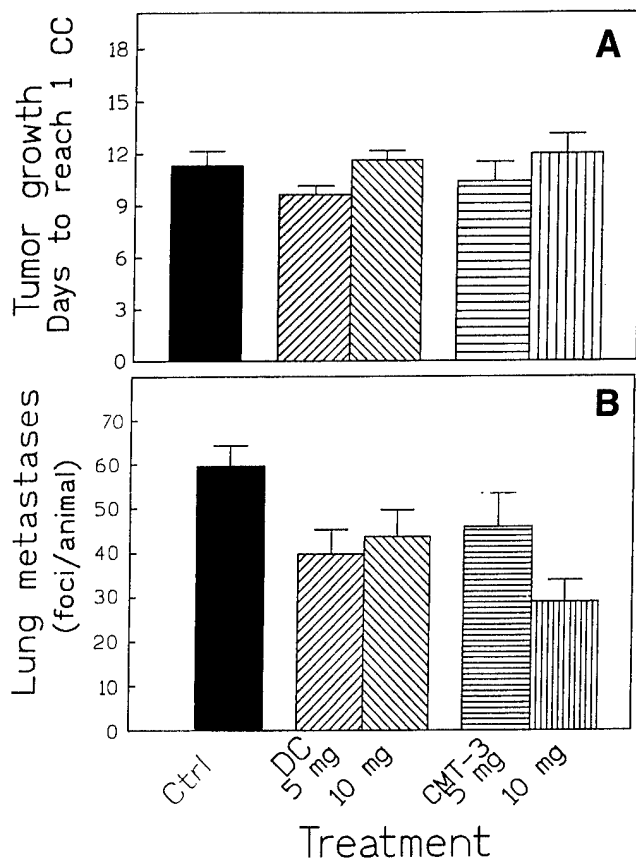 A
Tumor growth
Days to reach 1 CC
18
15
12
9
6
3
0
B
Lung metastases
(foci/animal)
70
60
50
40
30
20
10
0
Ctrl
DC
5 mg
10 mg
CMT-3
5 mg
10 mg
Treatment